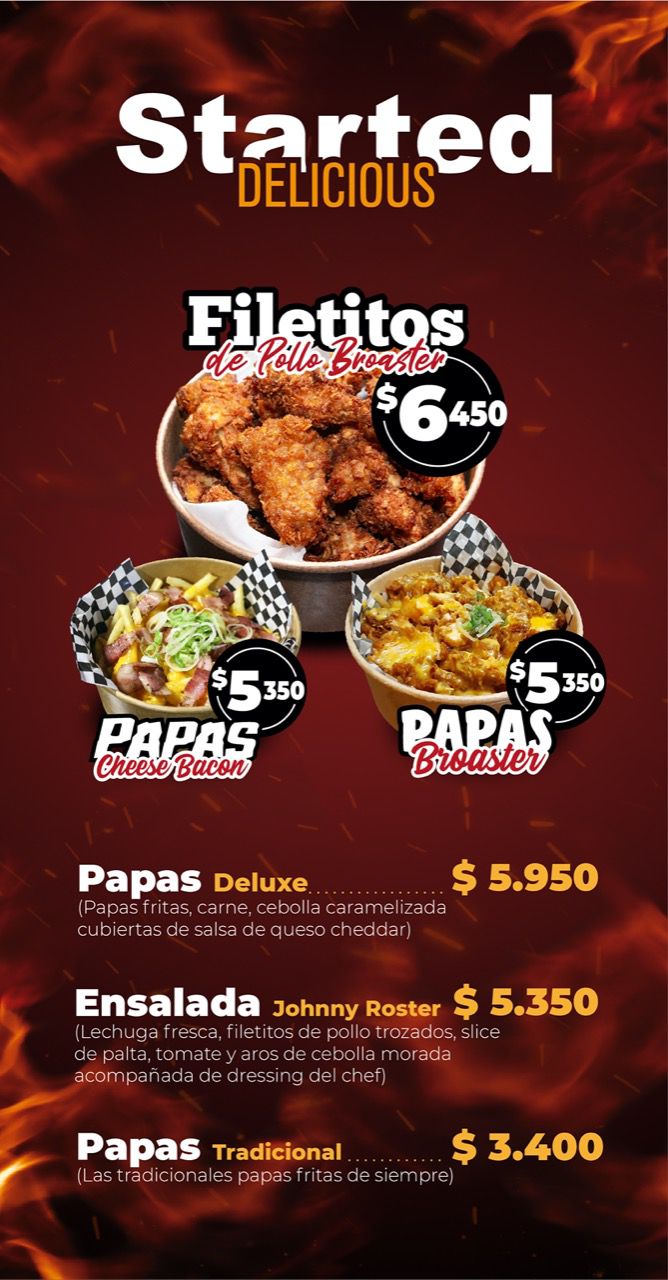 Started
DELICIOUS
Filetitos
de Pollo Broaster
$6450
$5350
PAPAS
Cheese Bacon
$5350
PAPAS
Broaster
Papas Deluxe................. $ 5.950
(Papas fritas, carne, cebolla caramelizada
cubiertas de salsa de queso cheddar)
Ensalada Johnny Roster $ 5.350
(Lechuga fresca, filetitos de pollo trozados, slice
de palta, tomate y aros de cebolla morada
acompañada de dressing del chef)
Papas Tradicional............ $ 3.400
(Las tradicionales papas fritas de siempre)